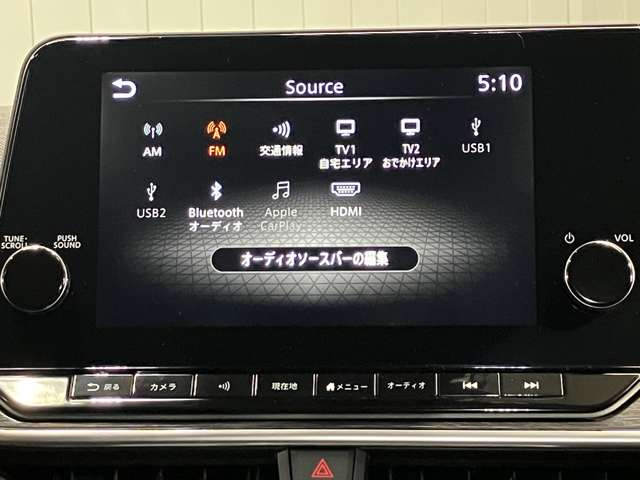 Source
5:10
AM
FM
交通情報
TV1
自宅エリア
TV2
おでかけエリア
USB1
USB2
Bluetooth
オーディオ
Apple
CarPlay
HDMI
オーディオソースバーの編集
TUNE·
SCROLL
PUSH
SOUND
VOL
戻る
カメラ
現在地
メニュー
オーディオ